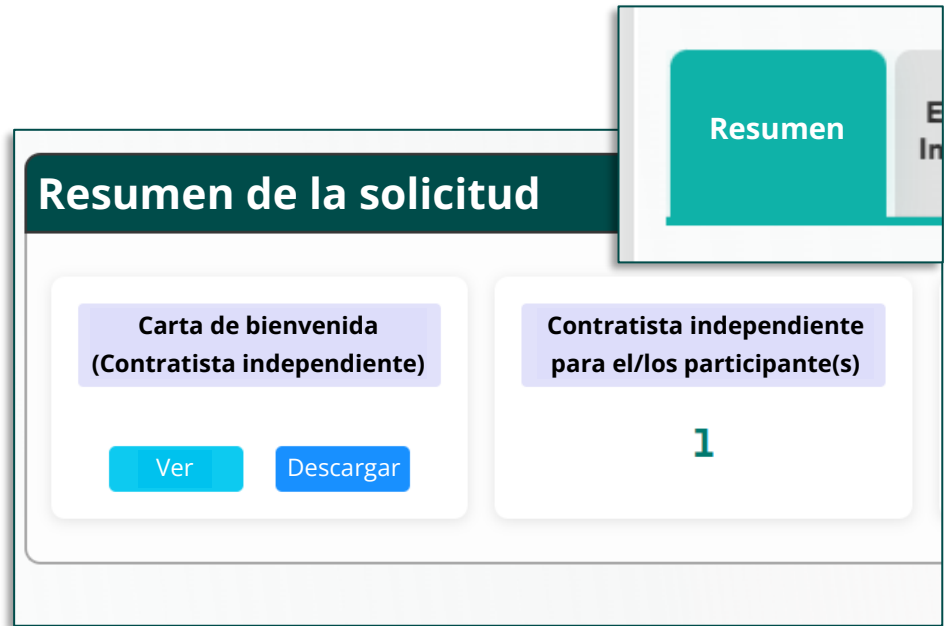 Resumen
E
In
Resumen de la solicitud
Carta de bienvenida
(Contratista independiente)
Ver
Descargar
Contratista independiente
para el/los participante(s)
1